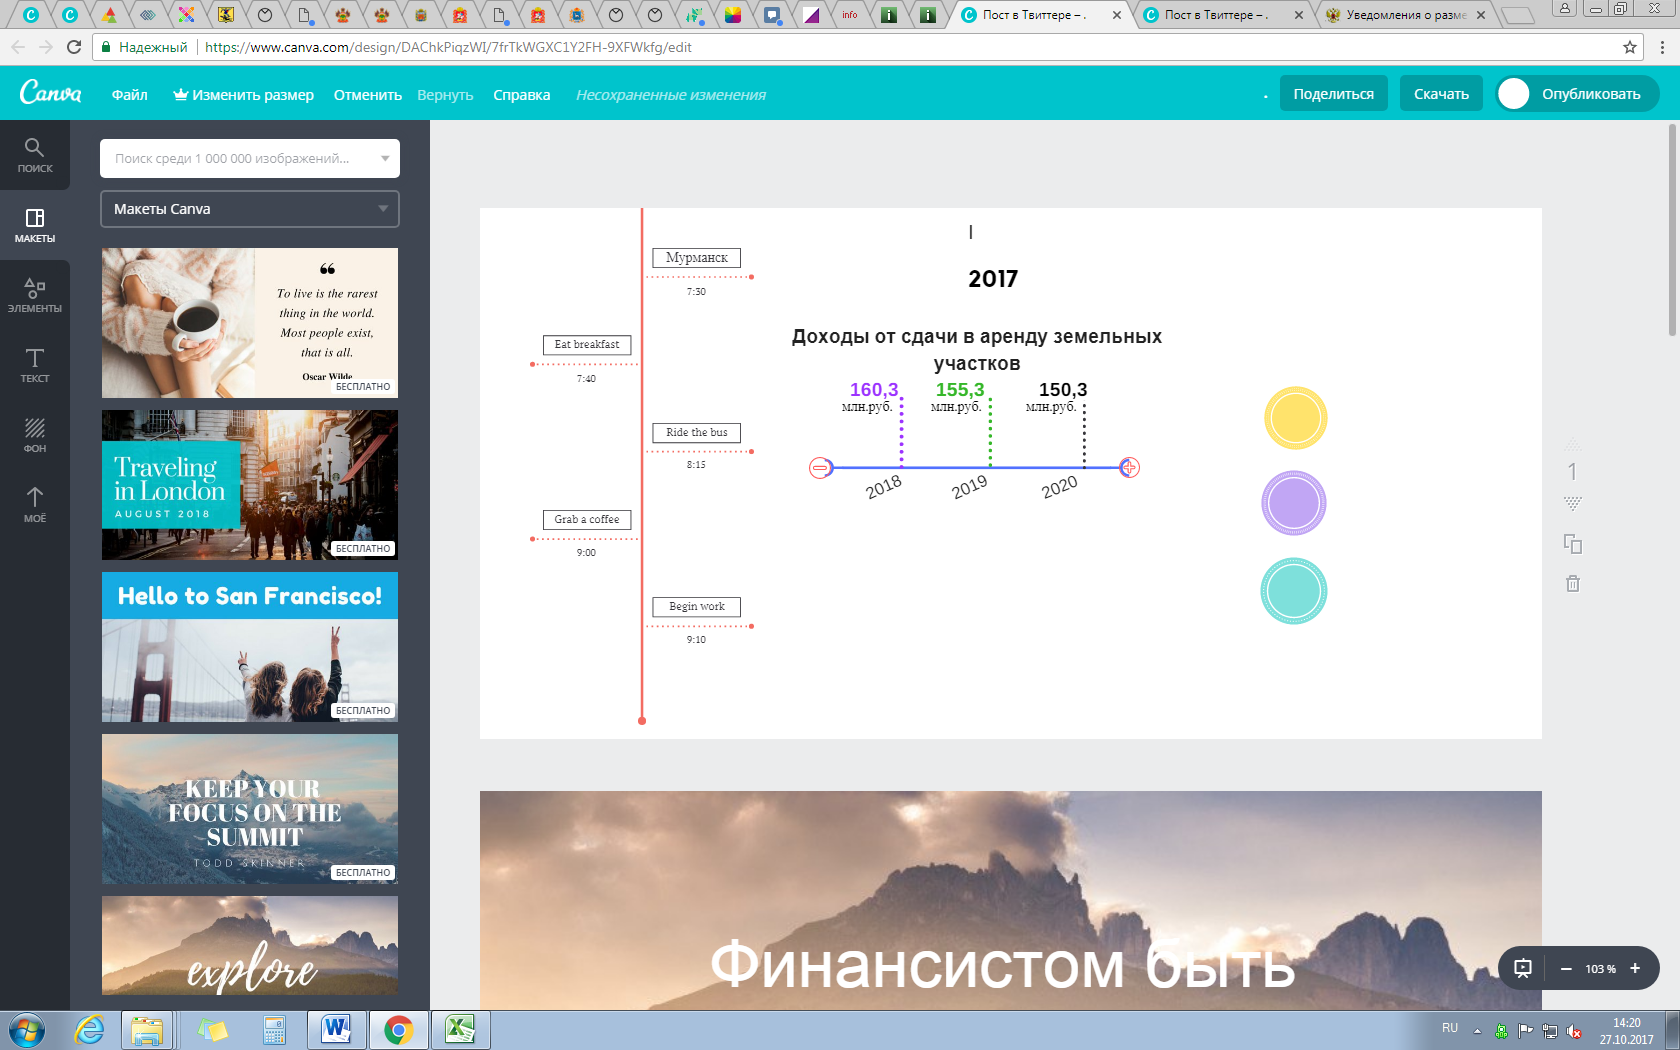 info
Пост в Твиттере – .
Пост в Твиттере – .
Уведомления о разме
Надежный
https://www.canva.com/design/DAChkPiqzWI/7frTkWGXC1Y2FH-9XFWkfg/edit
Canva
Файл
Изменить размер
Отменить
Вернуть
Справка
Несохраненные изменения
Поделиться
Скачать
Опубликовать
ПОИСК
МАКЕТЫ
ЭЛЕМЕНТЫ
ТЕКСТ
ФОН
МОЁ
Поиск среди 1 000 000 изображений...
Макеты Canva
“
To live is the rarest
thing in the world.
Most people exist,
that is all.
Oscar Wilde
БЕСПЛАТНО
Traveling
in London
AUGUST 2018
БЕСПЛАТНО
Hello to San Francisco!
БЕСПЛАТНО
KEEP YOUR
FOCUS ON THE
SUMMIT
TODD SKINNER
БЕСПЛАТНО
explore
Мурманск
7:30
Eat breakfast
7:40
Ride the bus
8:15
Grab a coffee
9:00
Begin work
9:10
I
2017
Доходы от сдачи в аренду земельных
участков
160,3 155,3 150,3
млн.руб. млн.руб. млн.руб.
2018 2019 2020
1
Финансистом быть
103 %
RU
14:20
27.10.2017